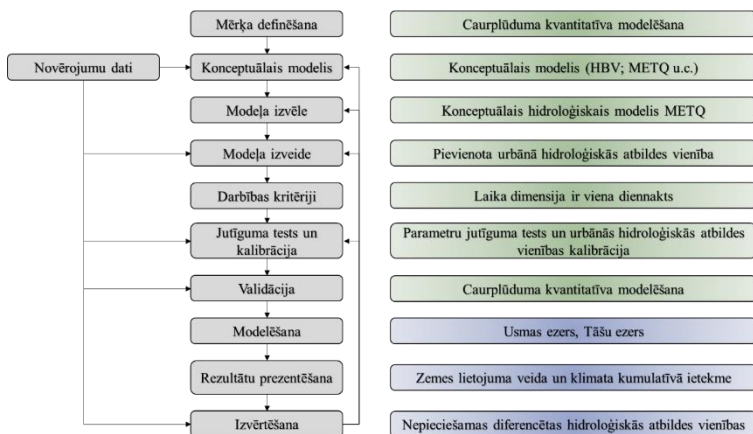 Mērķa definēšana
Caurplūduma kvantitatīva modelēšana
Novērojumu dati
Konceptuālais modelis
Konceptuālais modelis (HBV; METQ u.c.)
Modeļa izvēle
Konceptuālais hidroloģiskais modelis METQ
Modeļa izveide
Pievienota urbānā hidroloģiskās atbildes vienība
Darbības kritēriji
Laika dimensija ir viena diennakts
Jutīguma tests un
kalibrācija
Parametru jutīguma tests un urbānās hidroloģiskās atbildes
vienības kalibrācija
Validācija
Caurplūduma kvantitatīva modelēšana
Modelēšana
Usmas ezers, Tāšu ezers
Rezultātu prezentēšana
Zemes lietojuma veida un klimata kumulatīvā ietekme
Izvērtēšana
Nepieciešamas diferencētas hidroloģiskās atbildes vienības